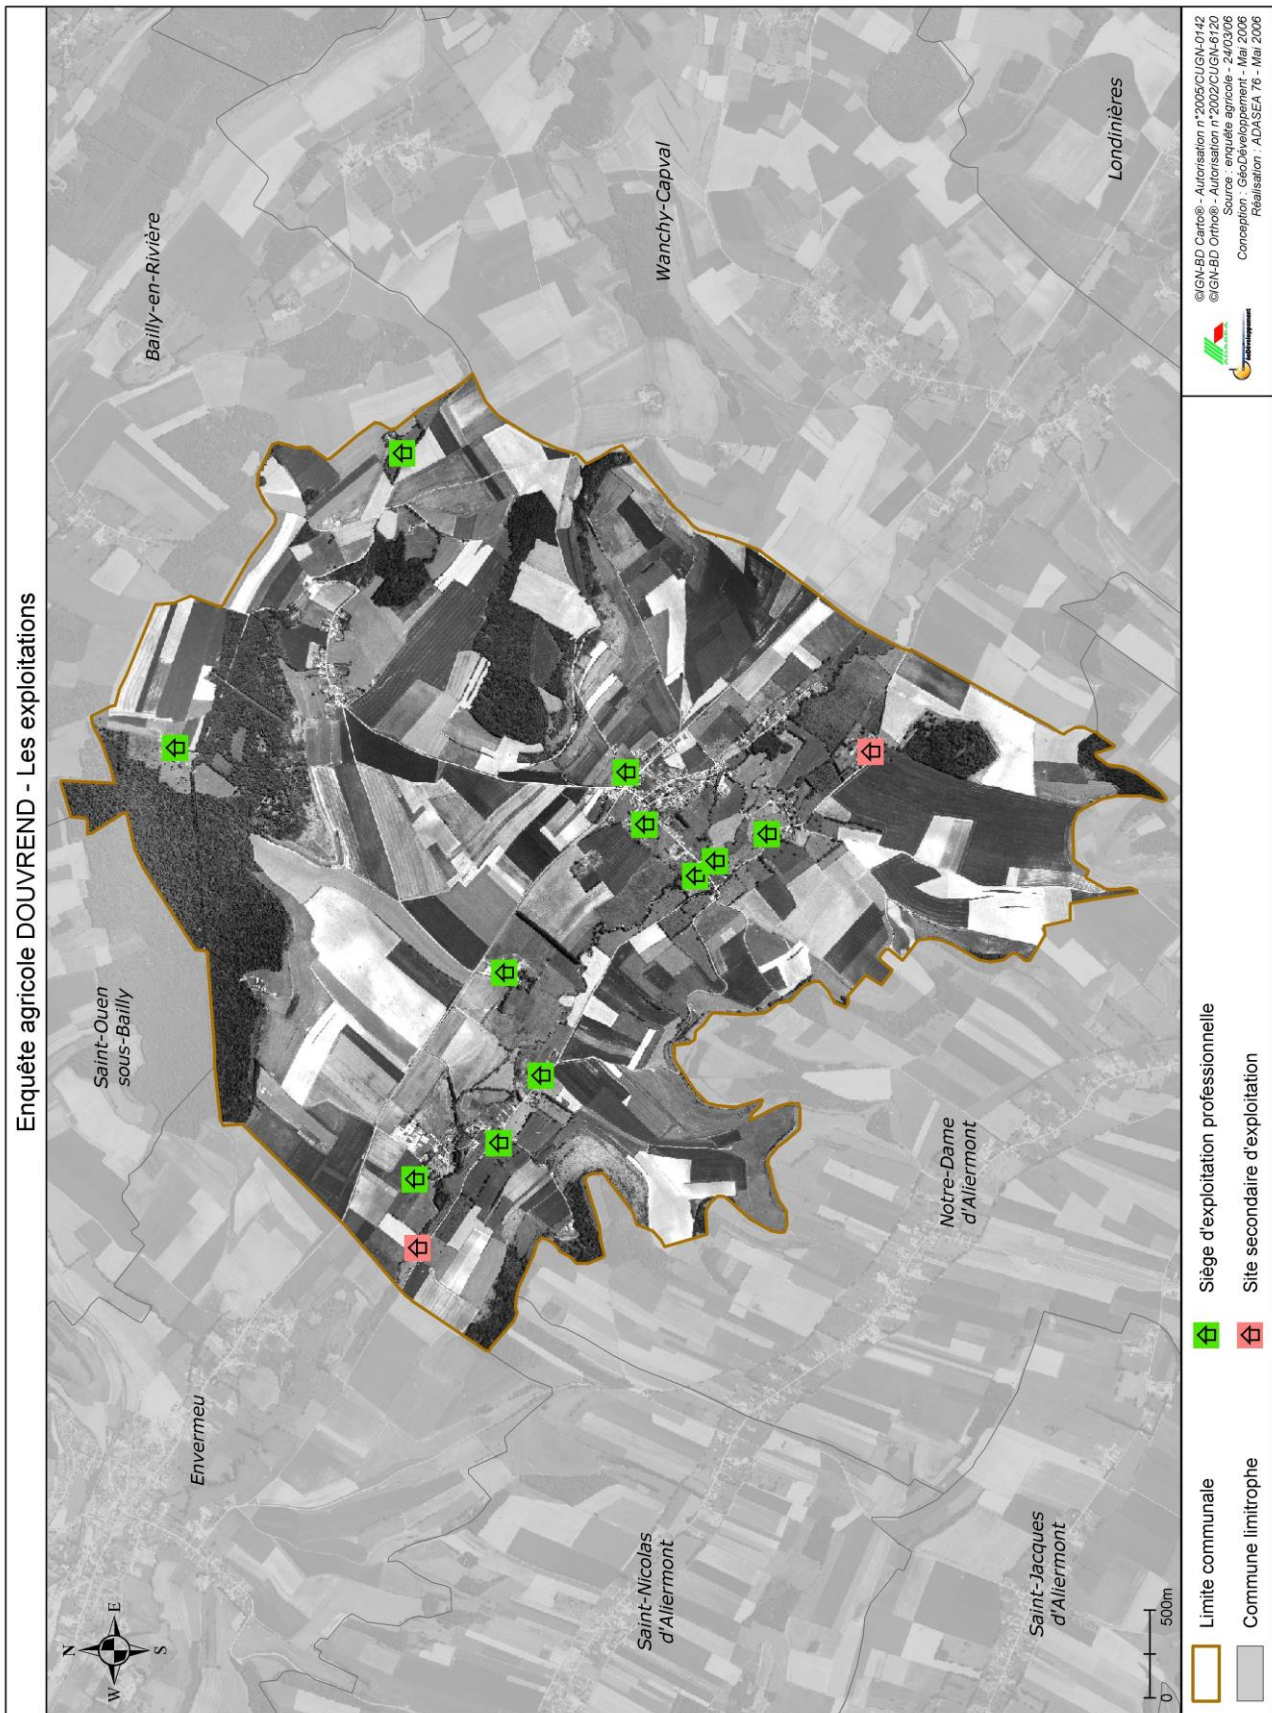 Enquête agricole DOUVREND - Les exploitations
N
W
E
S
Envermeu
Saint-Ouen
sous-Bailly
Bailly-en-Rivière
Wanchy-Capval
Londinières
Notre-Dame
d'Aliermont
Saint-Nicolas
d'Aliermont
Saint-Jacques
d'Aliermont
0
500m
Limite communale
Commune limitrophe
Siège d'exploitation professionnelle
Site secondaire d'exploitation
ADASEA
GéoDéveloppement
©IGN-BD Carto® - Autorisation n°2005/CUGN-0142
©IGN-BD Ortho® - Autorisation n°2002/CUGN-6120
Source : enquête agricole - 24/03/06
Conception : GéoDéveloppement - Mai 2006
Réalisation : ADASEA 76 - Mai 2006